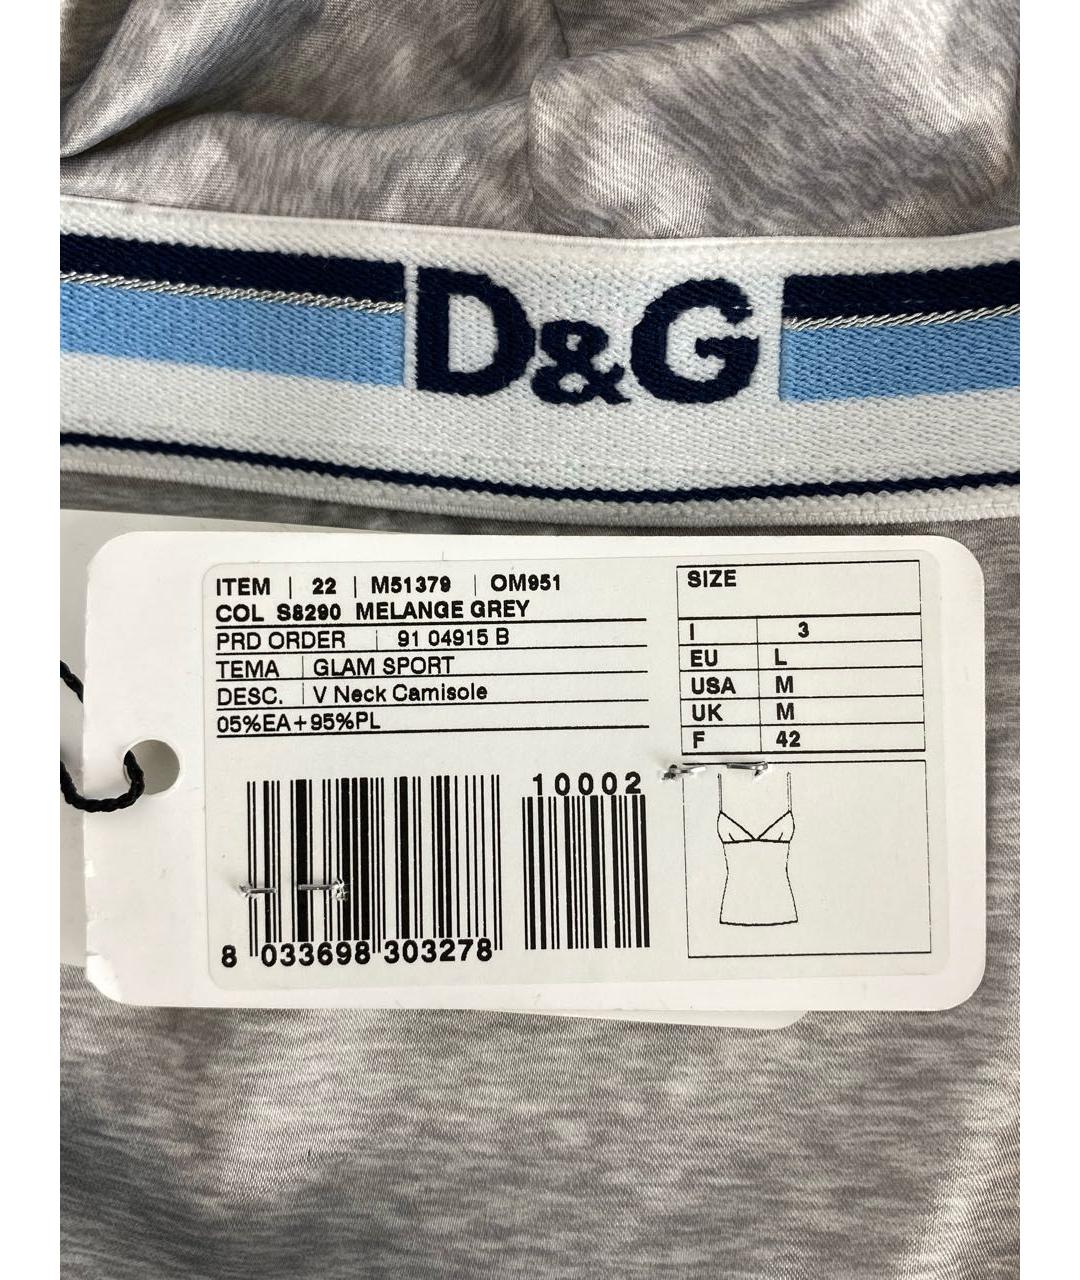 D&G
ITEM | 22 | M51379 | OM951
COL S8290 MELANGE GREY
PRD ORDER | 91 04915 B
TEMA | GLAM SPORT
DESC. | V Neck Camisole
05%EA+95%PL
SIZE
I 3
EU L
USA M
UK M
F 42
10002
8 033698 303278